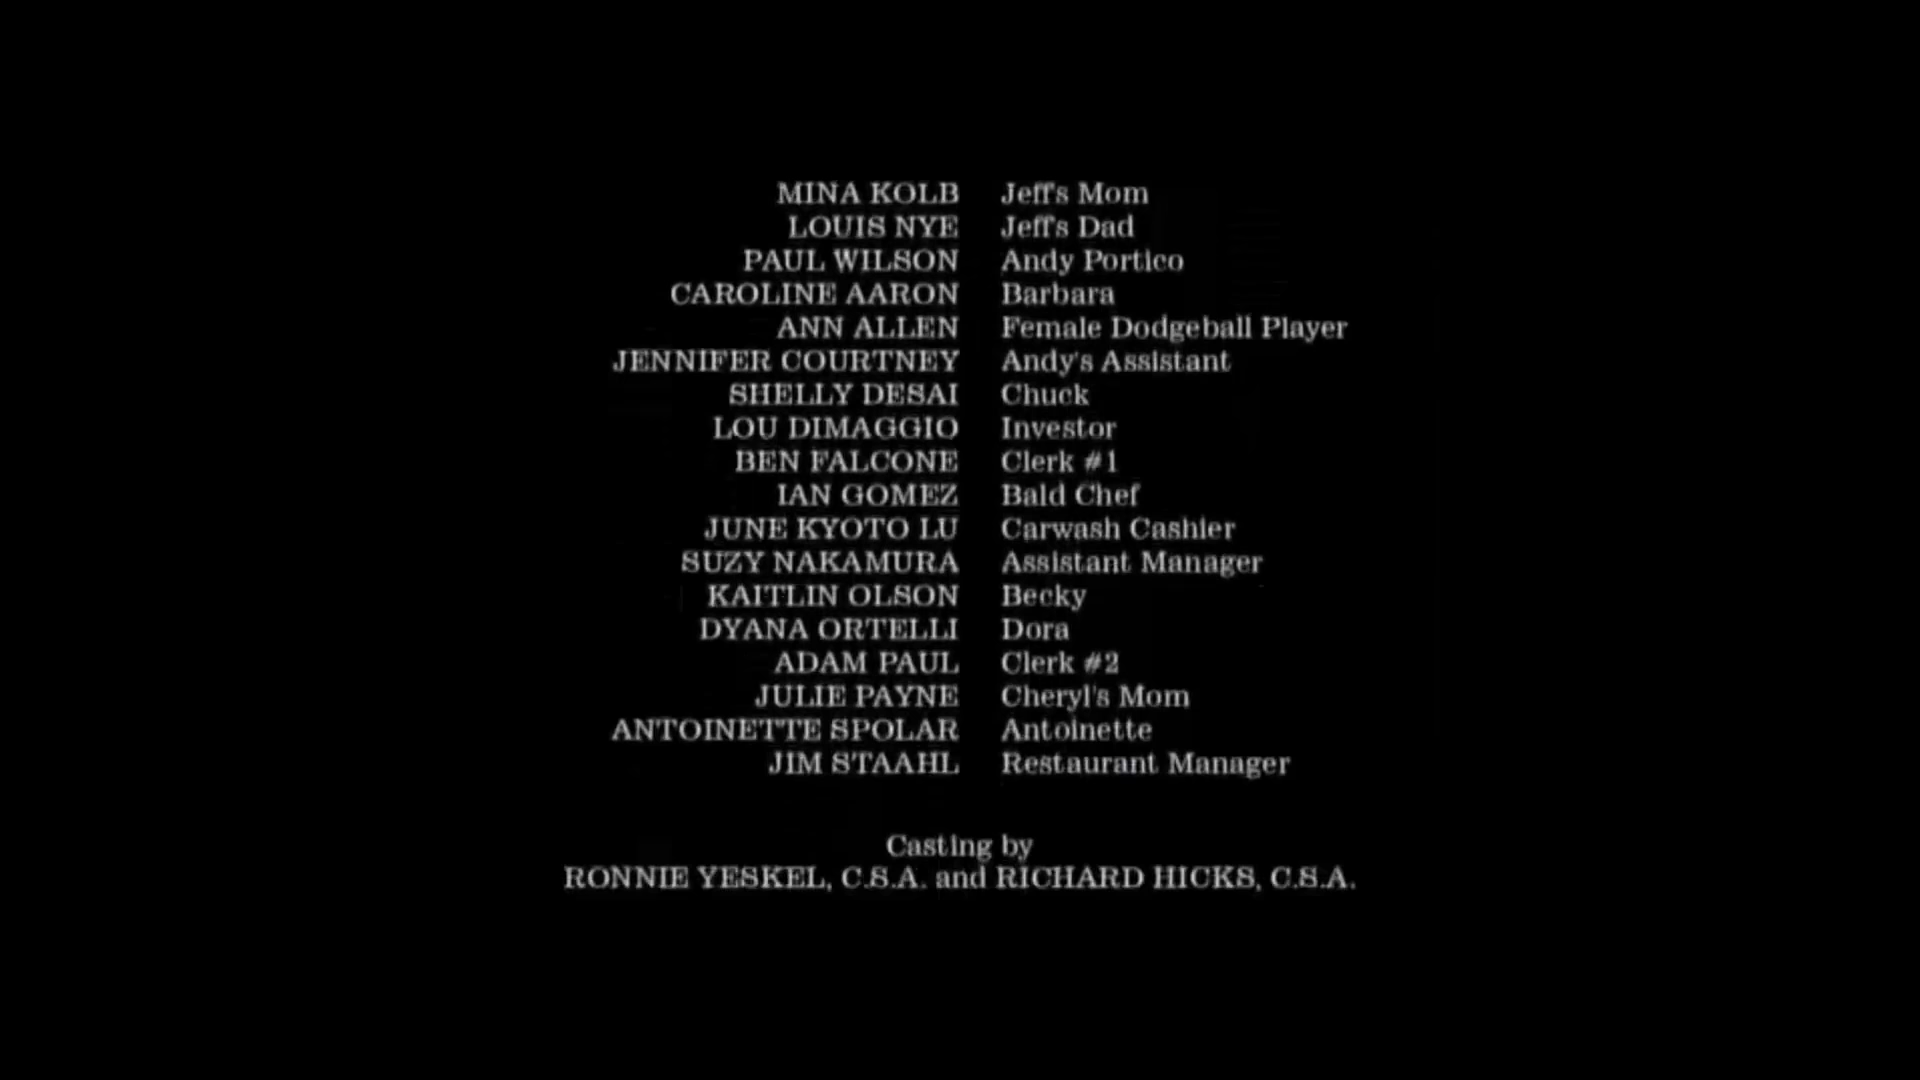 MINA KOLB Jeff's Mom
LOUIS NYE Jeff's Dad
PAUL WILSON Andy Portico
CAROLINE AARON Barbara
ANN ALLEN Female Dodgeball Player
JENNIFER COURTNEY Andy's Assistant
SHELLY DESAI Chuck
LOU DIMAGGIO Investor
BEN FALCONE Clerk #1
IAN GOMEZ Bald Chef
JUNE KYOTO LU Carwash Cashier
SUZY NAKAMURA Assistant Manager
KAITLIN OLSON Becky
DYANA ORTELLI Dora
ADAM PAUL Clerk #2
JULIE PAYNE Cheryl's Mom
ANTOINETTE SPOLAR Antoinette
JIM STAAHL Restaurant Manager
Casting by
RONNIE YESKEL, C.S.A. and RICHARD HICKS, C.S.A.